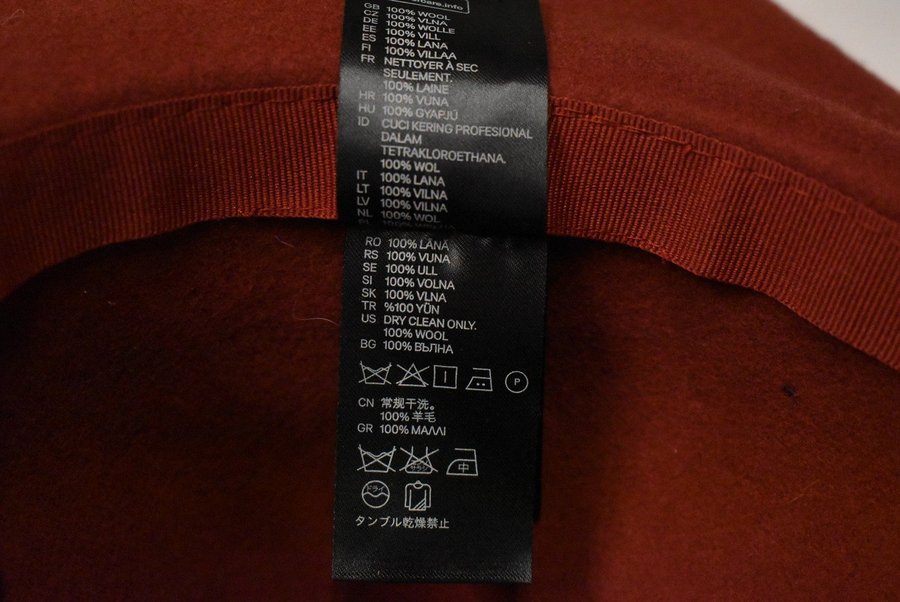 GB 100% WOOL
CZ 100% VLNA
DE 100% WOLLE
EE 100% VILL
ES 100% LANA
FI 100% VILLAA
FR NETTOYER À SEC
SEULEMENT.
100% LAINE
HR 100% VUNA
HU 100% GYAPJÚ
ID CUCI KERING PROFESIONAL
DALAM
TETRAKLOROETHANA.
100% WOL
IT 100% LANA
LT 100% VILNA
LV 100% VILNA
NL 100% WOL
RO 100% LÂNĂ
RS 100% VUNA
SE 100% ULL
SI 100% VOLNA
SK 100% VLNA
TR %100 YÜN
US DRY CLEAN ONLY.
100% WOOL
BG 100% ВЪЛНА
P
CN 常规干洗。
100% 羊毛
GR 100% ΜΑΛΛΙ
中
ドライ
タンブル乾燥禁止